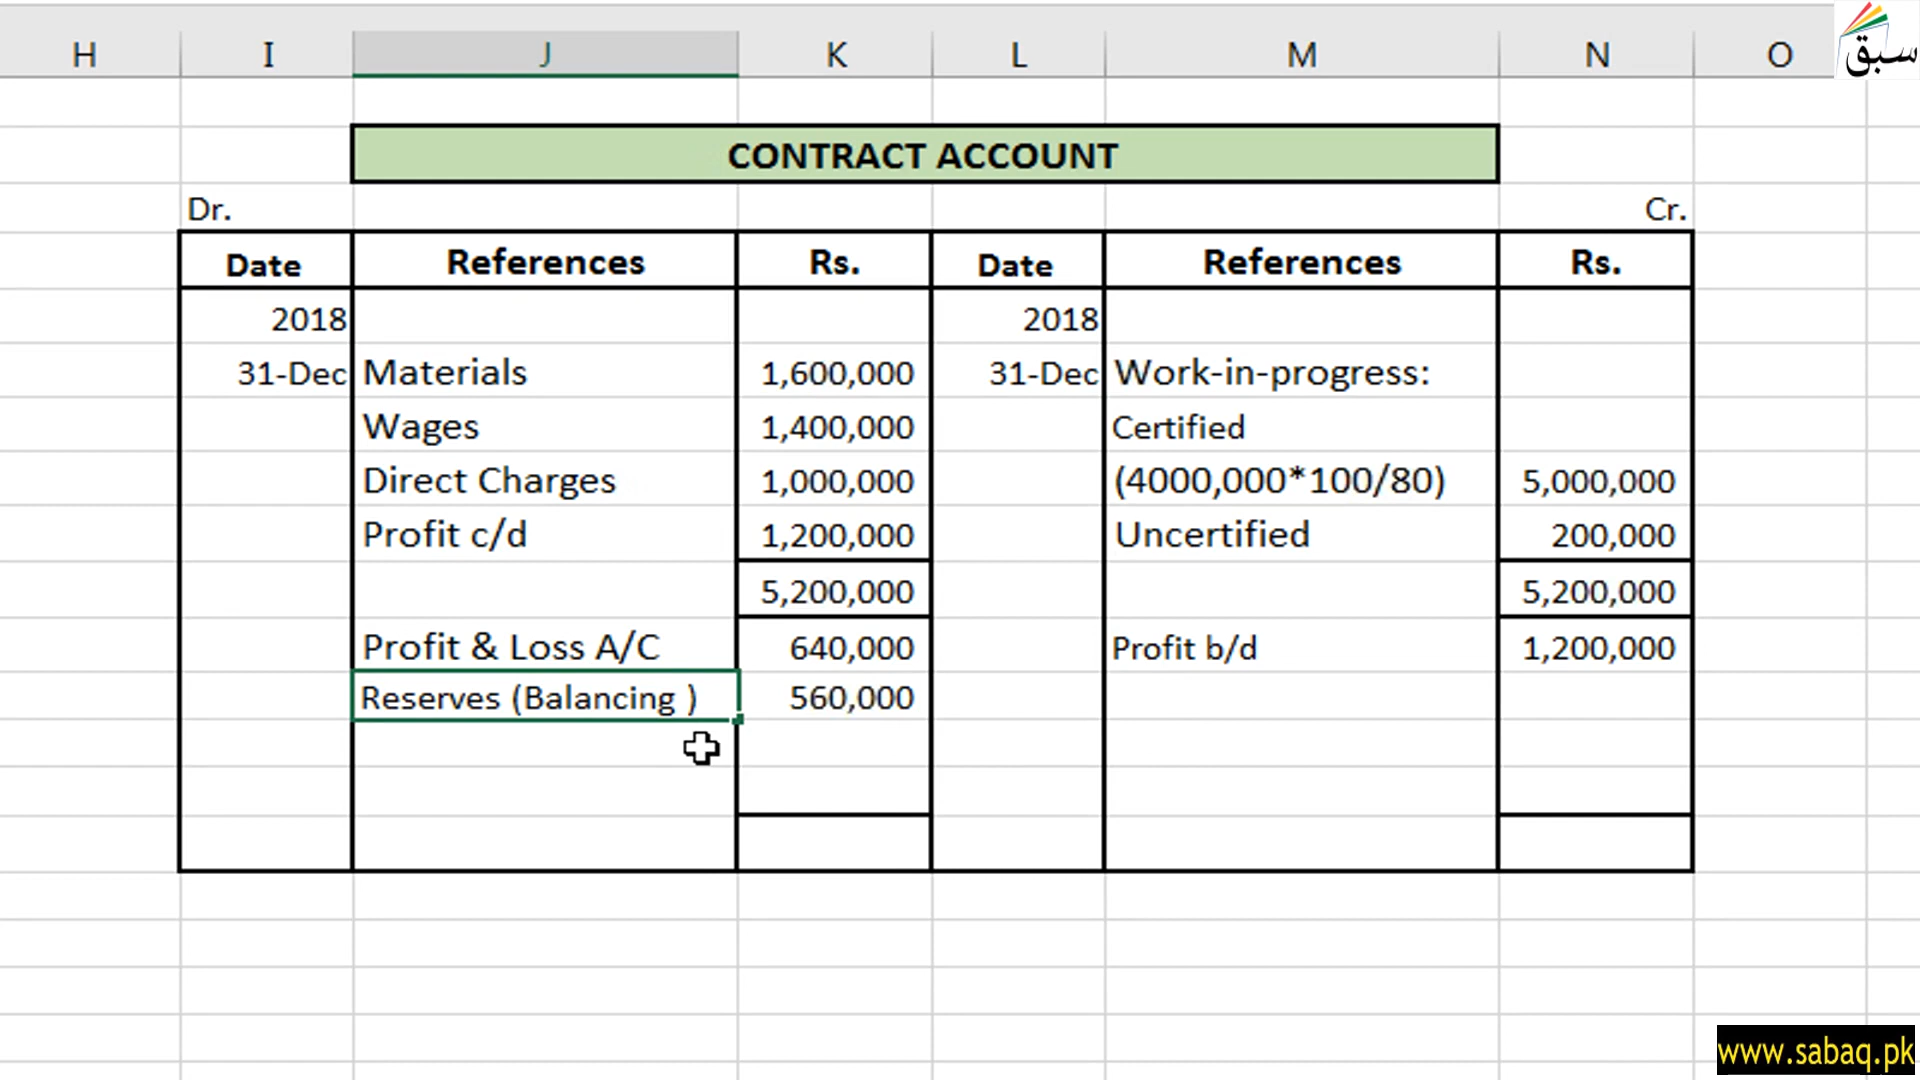 H I J K L M N O
سبق
CONTRACT ACCOUNT
Dr. Cr.
Date References Rs. Date References Rs.
2018 2018
31-Dec Materials 1,600,000 31-Dec Work-in-progress:
Wages 1,400,000 Certified
Direct Charges 1,000,000 (4000,000*100/80) 5,000,000
Profit c/d 1,200,000 Uncertified 200,000
5,200,000 5,200,000
Profit & Loss A/C 640,000 Profit b/d 1,200,000
Reserves (Balancing ) 560,000
www.sabaq.pk